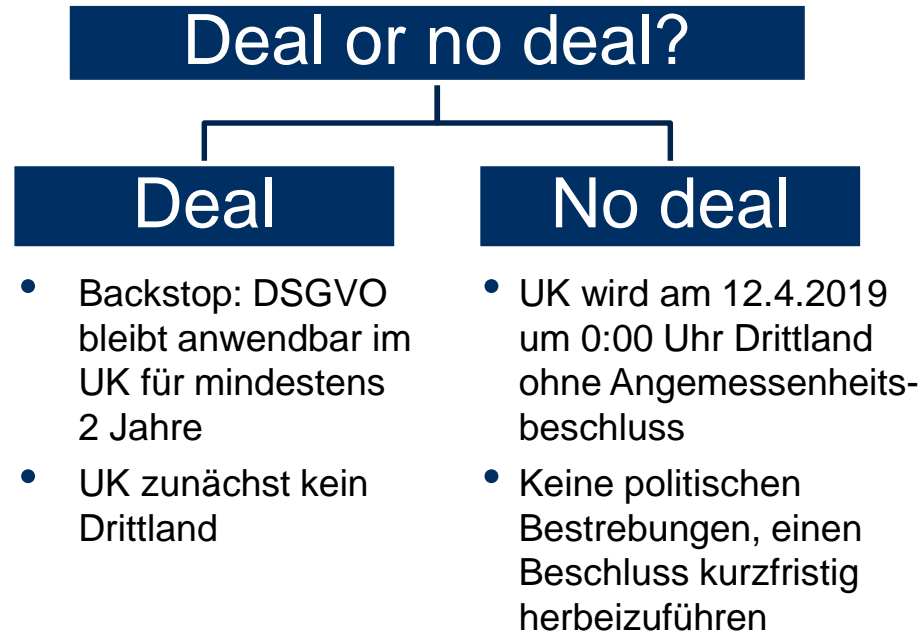 Deal or no deal?
Deal
• Backstop: DSGVO
bleibt anwendbar im
UK für mindestens
2 Jahre
• UK zunächst kein
Drittland
No deal
• UK wird am 12.4.2019
um 0:00 Uhr Drittland
ohne Angemessenheits-
beschluss
• Keine politischen
Bestrebungen, einen
Beschluss kurzfristig
herbeizuführen